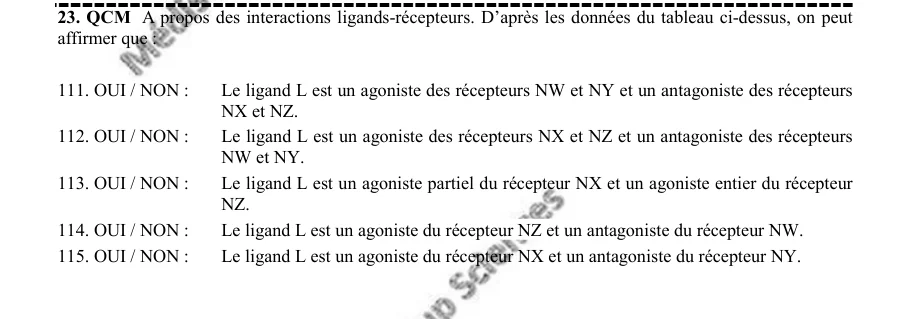 23. QCM A propos des interactions ligands-récepteurs. D'après les données du tableau ci-dessus, on peut
affirmer que :
111. OUI / NON : Le ligand L est un agoniste des récepteurs NW et NY et un antagoniste des récepteurs
NX et NZ.
112. OUI / NON : Le ligand L est un agoniste des récepteurs NX et NZ et un antagoniste des récepteurs
NW et NY.
113. OUI / NON : Le ligand L est un agoniste partiel du récepteur NX et un agoniste entier du récepteur
NZ.
114. OUI / NON : Le ligand L est un agoniste du récepteur NZ et un antagoniste du récepteur NW.
115. OUI / NON : Le ligand L est un agoniste du récepteur NX et un antagoniste du récepteur NY.